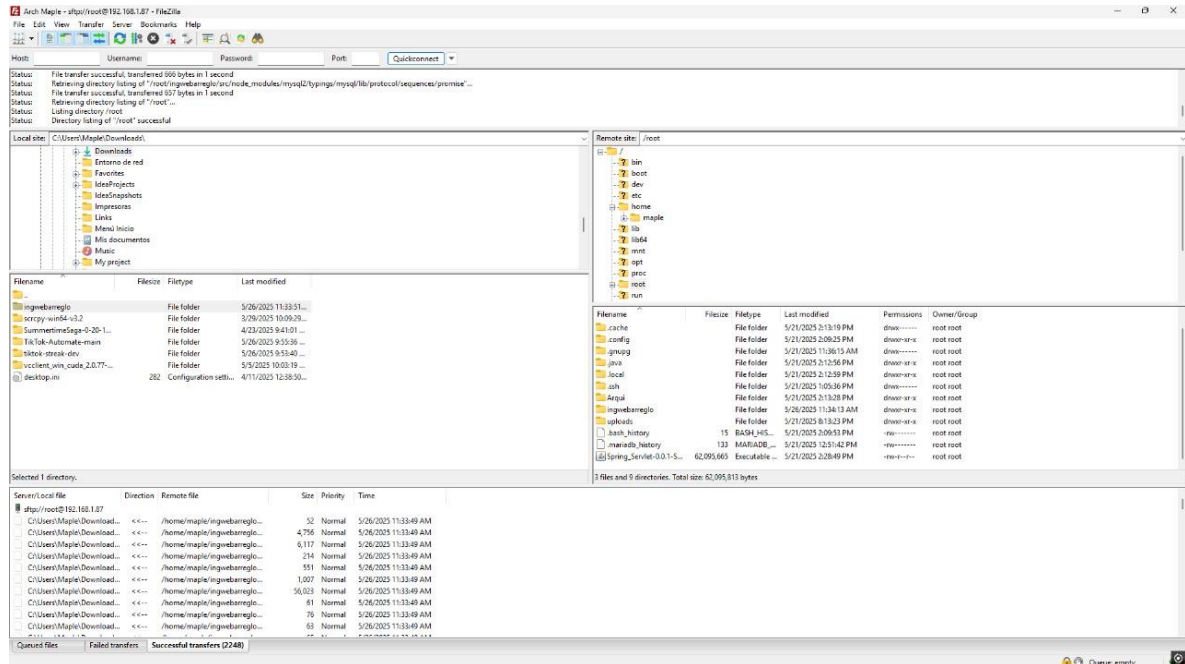 Arch Maple - sftp://root@192.168.1.87 - FileZilla
File Edit View Transfer Server Bookmarks Help
Host: Username: Password: Port: Quickconnect
Status: File transfer successful, transferred 666 bytes in 1 second
Status: Retrieving directory listing of "/root/ingwebarreglo/src/node_modules/mysql2/typings/mysql/lib/protocol/sequences/promise"...
Status: File transfer successful, transferred 657 bytes in 1 second
Status: Retrieving directory listing of "/root"...
Status: Listing directory /root
Status: Directory listing of "/root" successful
Local site: C:\Users\Maple\Downloads\
Downloads
Entorno de red
Favorites
IdeaProjects
IdeaSnapshots
Impresoras
Links
Menú Inicio
Mis documentos
Music
My project
Filename Filesize Filetype Last modified
..
ingwebarreglo File folder 5/26/2025 11:33:51...
scrcpy-win64-v3.2 File folder 3/29/2025 10:09:29...
SummertimeSaga-0-20-1... File folder 4/23/2025 9:41:01 ...
TikTok-Automate-main File folder 5/26/2025 9:55:36 ...
tiktok-streak-dev File folder 5/26/2025 9:53:40 ...
vcclient_win_cuda_2.0.77-... File folder 5/5/2025 10:03:19 ...
desktop.ini 282 Configuration setti... 4/11/2025 12:38:50...
Selected 1 directory.
Remote site: /root
/
bin
boot
dev
etc
home
maple
lib
lib64
mnt
opt
proc
root
run
Filename Filesize Filetype Last modified Permissions Owner/Group
.cache File folder 5/21/2025 2:13:19 PM drwx------ root root
.config File folder 5/21/2025 2:09:25 PM drwxr-xr-x root root
.gnupg File folder 5/21/2025 11:36:15 AM drwx------ root root
.java File folder 5/21/2025 2:12:56 PM drwxr-xr-x root root
.local File folder 5/21/2025 2:12:59 PM drwxr-xr-x root root
.ssh File folder 5/21/2025 1:05:36 PM drwx------ root root
Arqui File folder 5/21/2025 2:13:28 PM drwxr-xr-x root root
ingwebarreglo File folder 5/26/2025 11:34:13 AM drwxr-xr-x root root
uploads File folder 5/21/2025 8:13:23 PM drwxr-xr-x root root
.bash_history 15 BASH_HIS... 5/21/2025 2:09:53 PM -rw------- root root
.mariadb_history 133 MARIADB_... 5/21/2025 12:51:42 PM -rw------- root root
Spring_Servlet-0.0.1-S... 62,095,665 Executable ... 5/21/2025 2:28:49 PM -rw-r--r-- root root
3 files and 9 directories. Total size: 62,095,813 bytes
Server/Local file Direction Remote file Size Priority Time
sftp://root@192.168.1.87
C:\Users\Maple\Download... <<-- /home/maple/ingwebarreglo... 52 Normal 5/26/2025 11:33:49 AM
C:\Users\Maple\Download... <<-- /home/maple/ingwebarreglo... 4,756 Normal 5/26/2025 11:33:49 AM
C:\Users\Maple\Download... <<-- /home/maple/ingwebarreglo... 6,117 Normal 5/26/2025 11:33:49 AM
C:\Users\Maple\Download... <<-- /home/maple/ingwebarreglo... 214 Normal 5/26/2025 11:33:49 AM
C:\Users\Maple\Download... <<-- /home/maple/ingwebarreglo... 551 Normal 5/26/2025 11:33:49 AM
C:\Users\Maple\Download... <<-- /home/maple/ingwebarreglo... 1,007 Normal 5/26/2025 11:33:49 AM
C:\Users\Maple\Download... <<-- /home/maple/ingwebarreglo... 56,023 Normal 5/26/2025 11:33:49 AM
C:\Users\Maple\Download... <<-- /home/maple/ingwebarreglo... 61 Normal 5/26/2025 11:33:49 AM
C:\Users\Maple\Download... <<-- /home/maple/ingwebarreglo... 76 Normal 5/26/2025 11:33:49 AM
C:\Users\Maple\Download... <<-- /home/maple/ingwebarreglo... 63 Normal 5/26/2025 11:33:49 AM
Queued files Failed transfers Successful transfers (2248)
Queue: empty